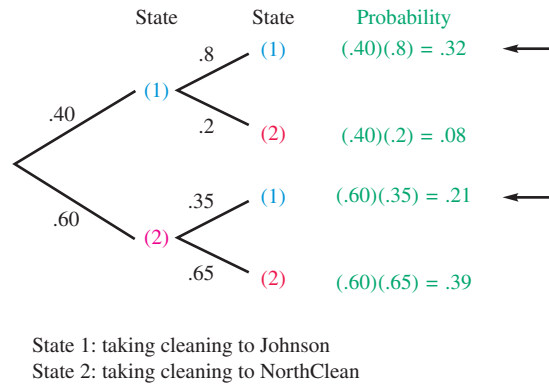 State State Probability
.8 (1) (.40)(.8) = .32
.40 (1)
.2 (2) (.40)(.2) = .08
.35 (1) (.60)(.35) = .21
.60 (2)
.65 (2) (.60)(.65) = .39
State 1: taking cleaning to Johnson
State 2: taking cleaning to NorthClean